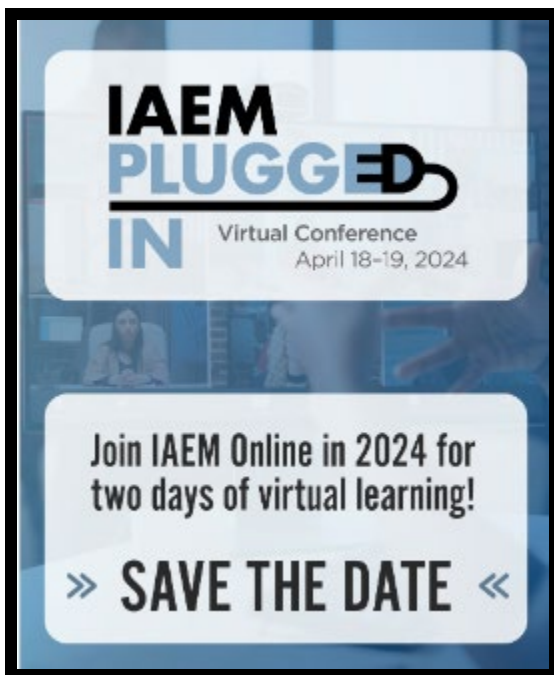 IAEM
PLUGGED
IN
Virtual Conference
April 18–19, 2024
Join IAEM Online in 2024 for
two days of virtual learning!
» SAVE THE DATE «